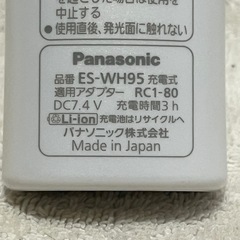 中止する
●使用直後、発光面に触れない
Panasonic
品番 ES-WH95 充電式
適用アダプター RC1-80
DC7.4V 充電時間3h
Li-ion 充電池はリサイクルへ
パナソニック株式会社
Made in Japan